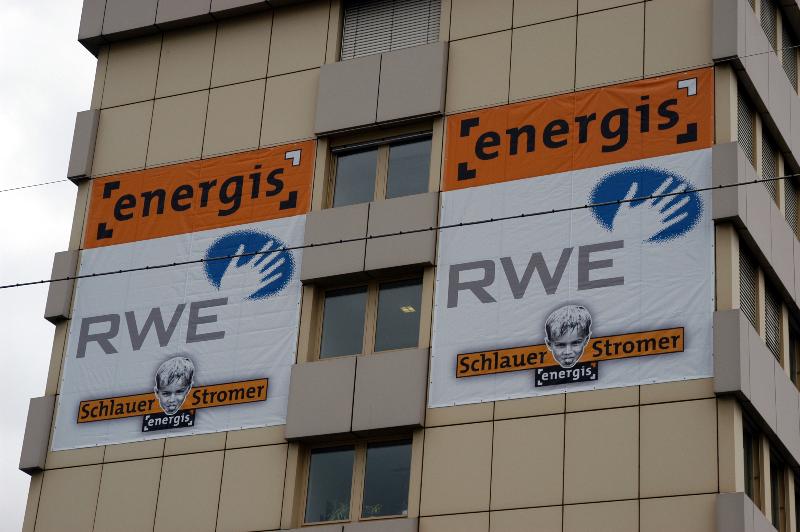 energis
RWE
Schlauer Stromer
energis
energis
RWE
Schlauer Stromer
energis